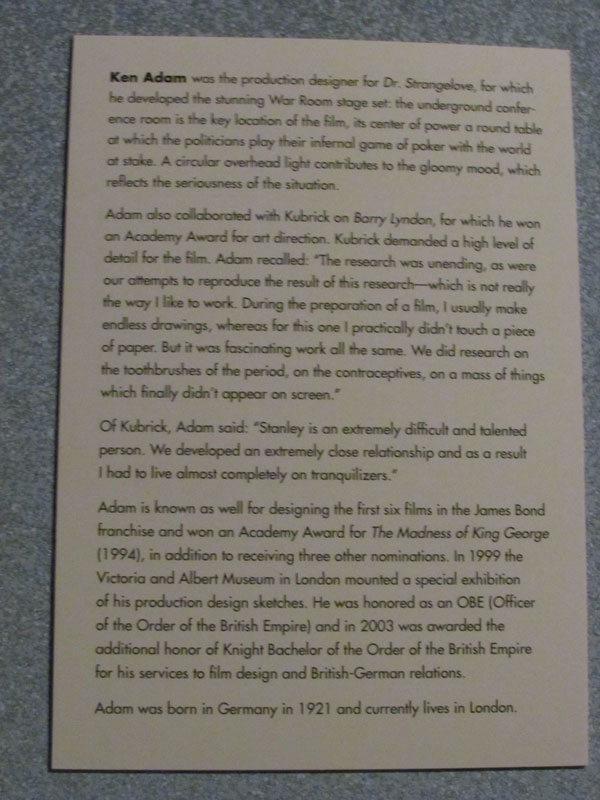 Ken Adam was the production designer for Dr. Strangelove, for which
he developed the stunning War Room stage set: the underground confer-
ence room is the key location of the film, its center of power a round table
at which the politicians play their infernal game of poker with the world
at stake. A circular overhead light contributes to the gloomy mood, which
reflects the seriousness of the situation.
Adam also collaborated with Kubrick on Barry Lyndon, for which he won
an Academy Award for art direction. Kubrick demanded a high level of
detail for the film. Adam recalled: "The research was unending, as were
our attempts to reproduce the result of this research—which is not really
the way I like to work. During the preparation of a film, I usually make
endless drawings, whereas for this one I practically didn't touch a piece
of paper. But it was fascinating work all the same. We did research on
the toothbrushes of the period, on the contraceptives, on a mass of things
which finally didn't appear on screen."
Of Kubrick, Adam said: "Stanley is an extremely difficult and talented
person. We developed an extremely close relationship and as a result
I had to live almost completely on tranquilizers."
Adam is known as well for designing the first six films in the James Bond
franchise and won an Academy Award for The Madness of King George
(1994), in addition to receiving three other nominations. In 1999 the
Victoria and Albert Museum in London mounted a special exhibition
of his production design sketches. He was honored as an OBE (Officer
of the Order of the British Empire) and in 2003 was awarded the
additional honor of Knight Bachelor of the Order of the British Empire
for his services to film design and British-German relations.
Adam was born in Germany in 1921 and currently lives in London.